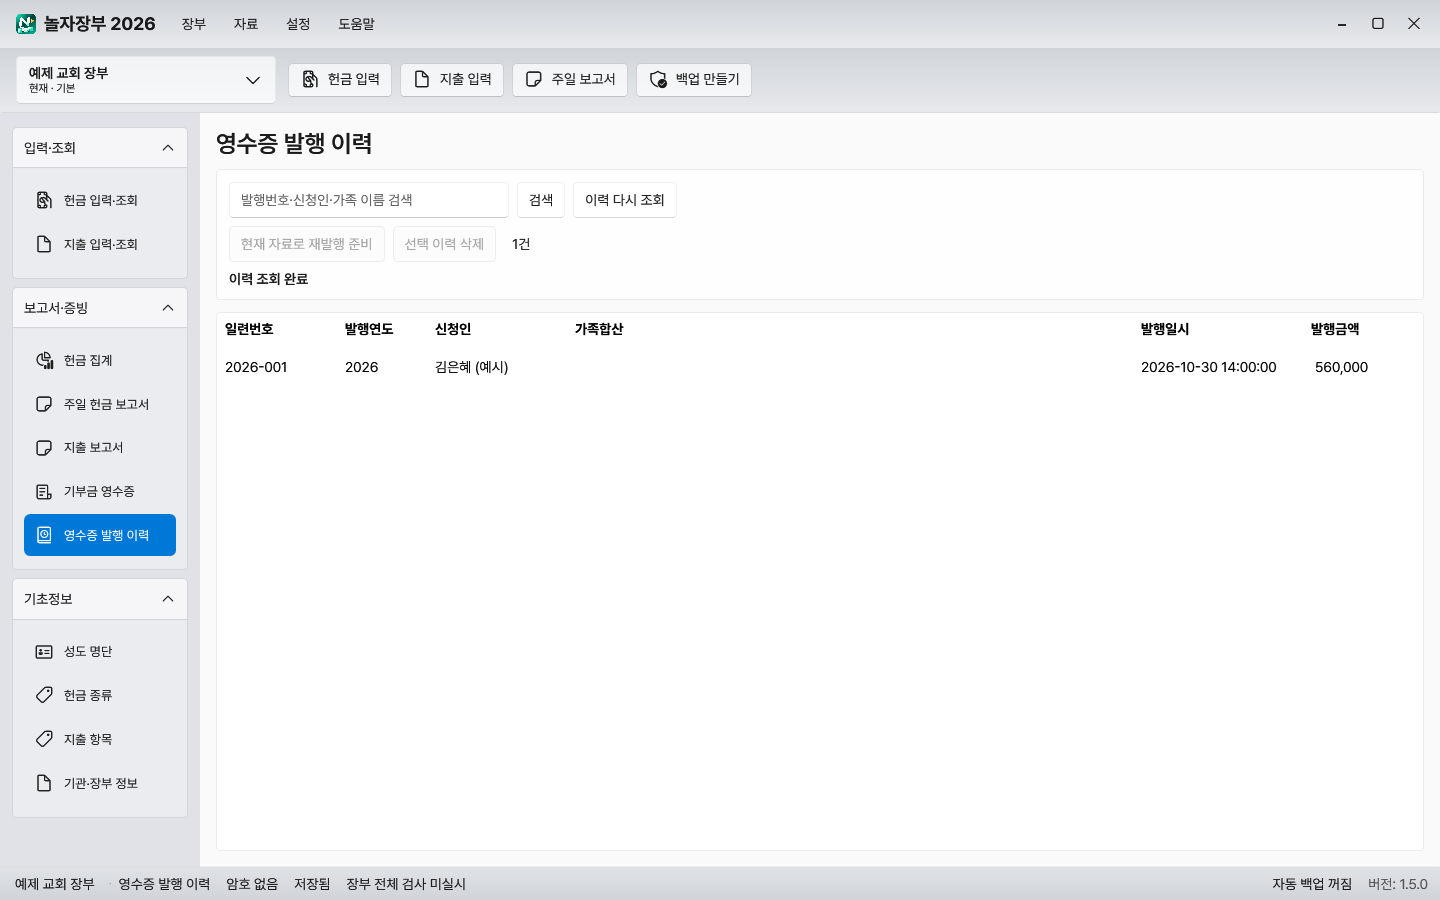 놀자장부 2026 장부 자료 설정 도움말
예제 교회 장부
현재 · 기본
헌금 입력 지출 입력 주일 보고서 백업 만들기
입력·조회
헌금 입력·조회
지출 입력·조회
보고서·증빙
헌금 집계
주일 헌금 보고서
지출 보고서
기부금 영수증
영수증 발행 이력
기초정보
성도 명단
헌금 종류
지출 항목
기관·장부 정보
영수증 발행 이력
발행번호·신청인·가족 이름 검색 검색 이력 다시 조회
현재 자료로 재발행 준비 선택 이력 삭제 1건
이력 조회 완료
일련번호 발행연도 신청인 가족합산 발행일시 발행금액
2026-001 2026 김은혜 (예시) 2026-10-30 14:00:00 560,000
예제 교회 장부 · 영수증 발행 이력 암호 없음 저장됨 장부 전체 검사 미실시 자동 백업 꺼짐 버전: 1.5.0